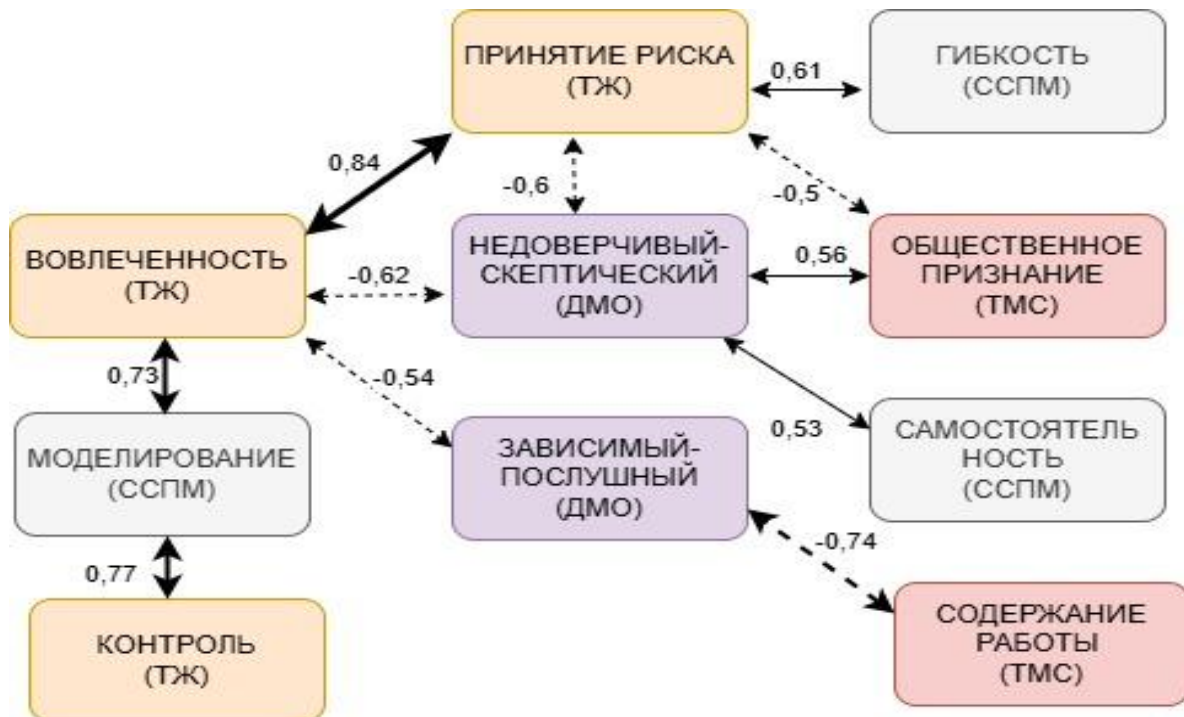 ПРИНЯТИЕ РИСКА
(ТЖ)
0,61
ГИБКОСТЬ
(ССПМ)
0,84
-0,6
-0,5
ВОВЛЕЧЕННОСТЬ
(ТЖ)
-0,62
НЕДОВЕРЧИВЫЙ-
СКЕПТИЧЕСКИЙ
(ДМО)
0,56
ОБЩЕСТВЕННОЕ
ПРИЗНАНИЕ
(ТМС)
0,73
-0,54
0,53
МОДЕЛИРОВАНИЕ
(ССПМ)
ЗАВИСИМЫЙ-
ПОСЛУШНЫЙ
(ДМО)
САМОСТОЯТЕЛЬ
НОСТЬ
(ССПМ)
0,77
-0,74
КОНТРОЛЬ
(ТЖ)
СОДЕРЖАНИЕ
РАБОТЫ
(ТМС)